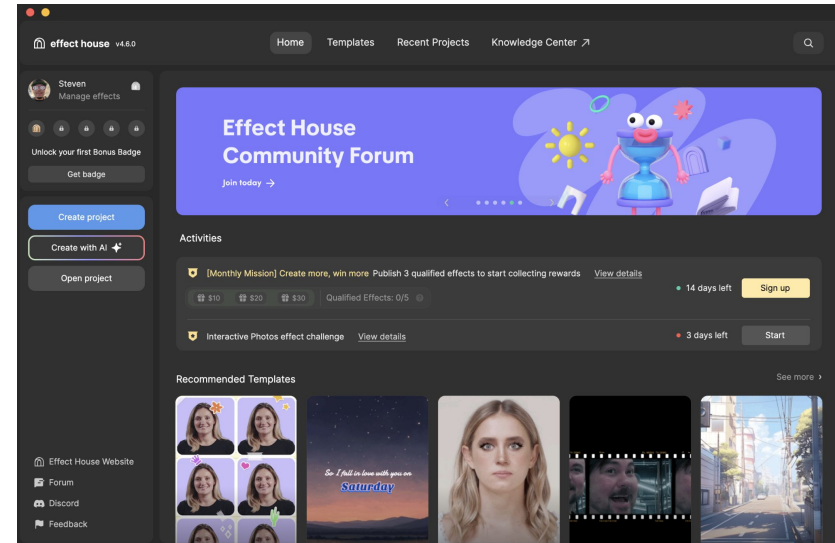 effect house v4.6.0
Home Templates Recent Projects Knowledge Center ↗
Steven
Manage effects
Unlock your first Bonus Badge
Get badge
Create project
Create with AI
Open project
Effect House Website
Forum
Discord
Feedback
Effect House
Community Forum
Join today →
Activities
[Monthly Mission] Create more, win more Publish 3 qualified effects to start collecting rewards View details
$10 $20 $30 Qualified Effects: 0/5
14 days left Sign up
Interactive Photos effect challenge View details
3 days left Start
Recommended Templates See more ›
So I fall in love with you on
Saturday